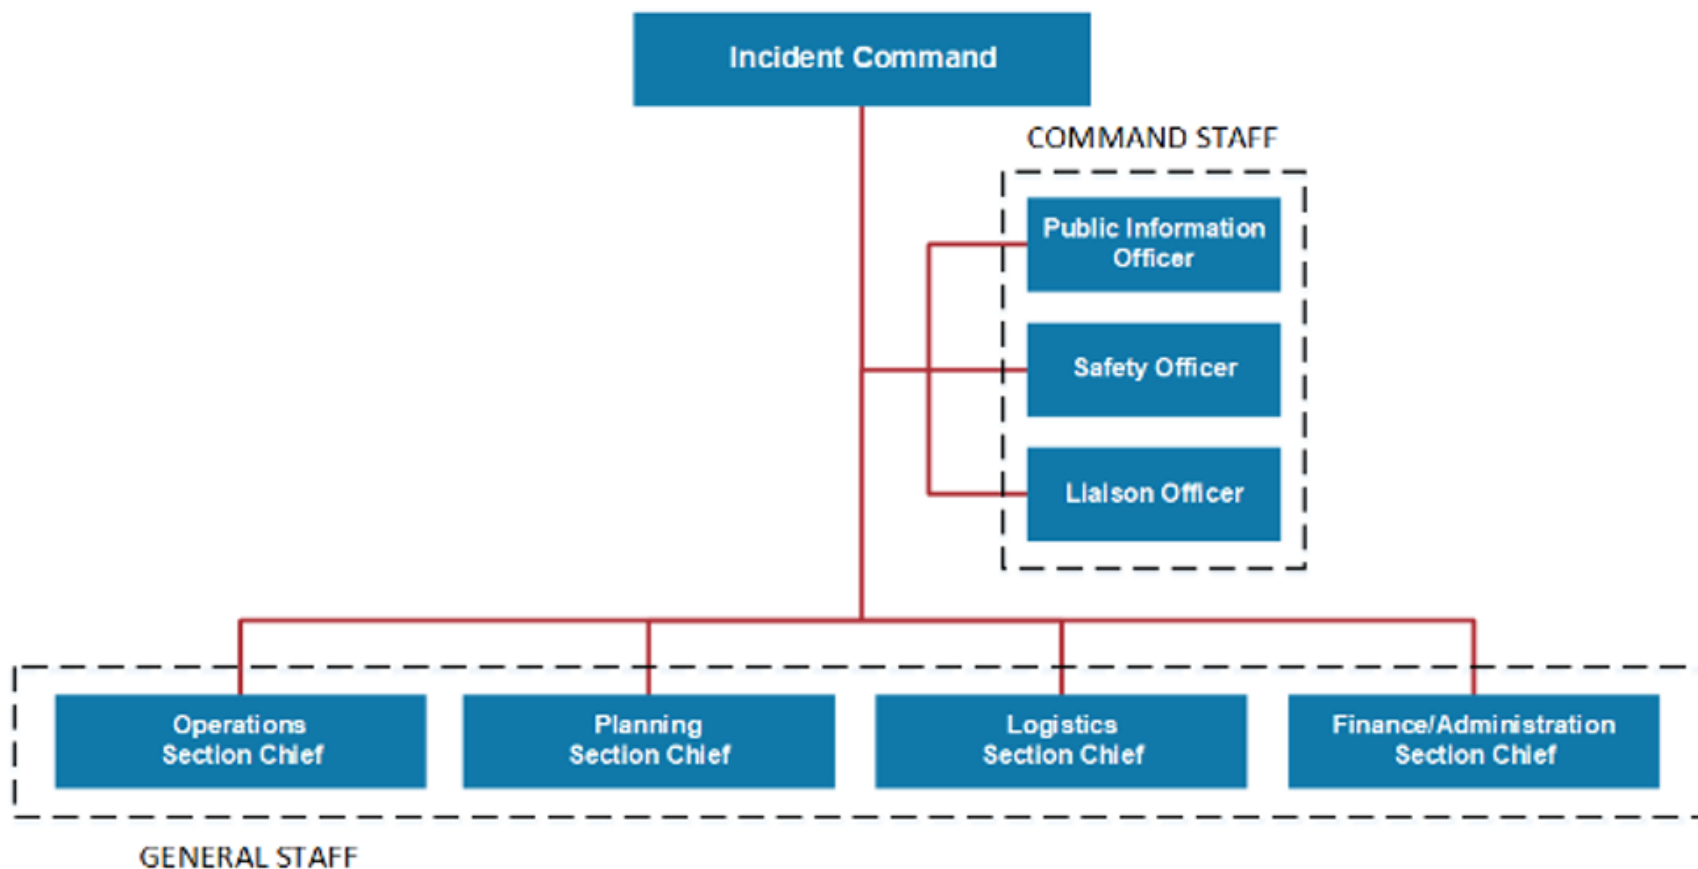 Incident Command
COMMAND STAFF
Public Information
Officer
Safety Officer
Liaison Officer
Operations
Section Chief
Planning
Section Chief
Logistics
Section Chief
Finance/Administration
Section Chief
GENERAL STAFF